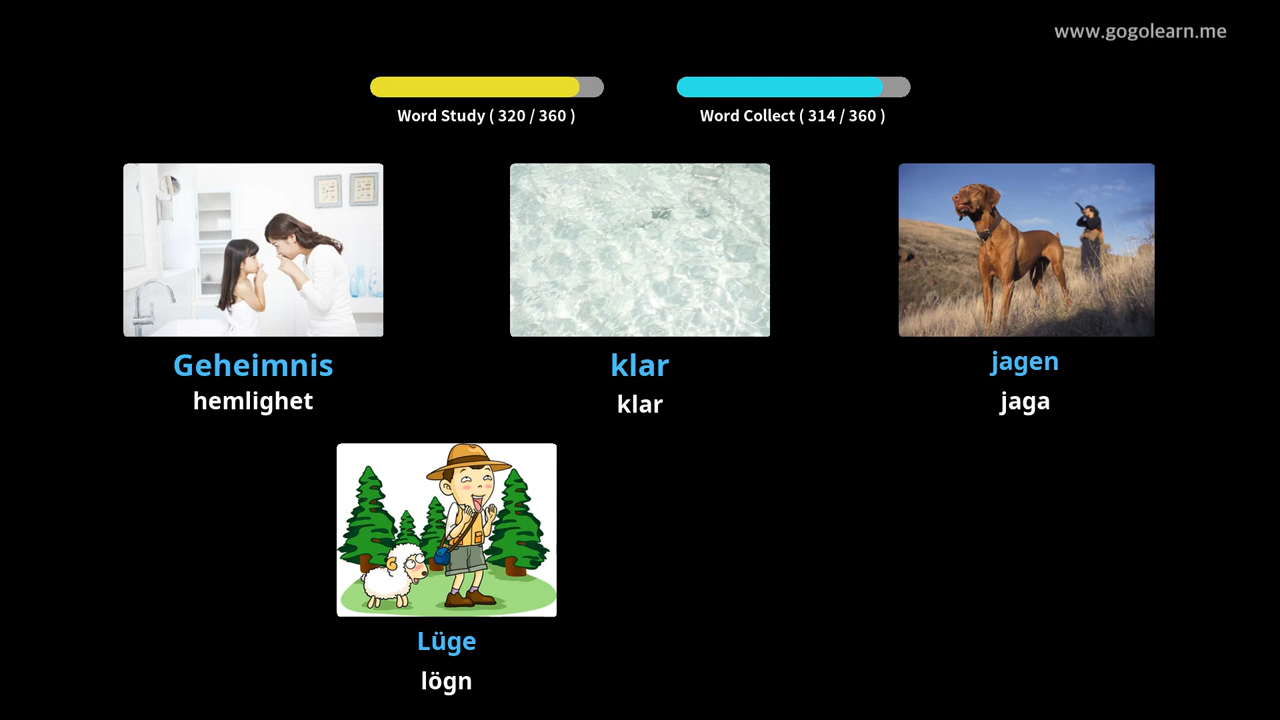 www.gogolearn.me
Word Study ( 320 / 360 )
Word Collect ( 314 / 360 )
Geheimnis
hemlighet
klar
klar
jagen
jaga
Lüge
lögn